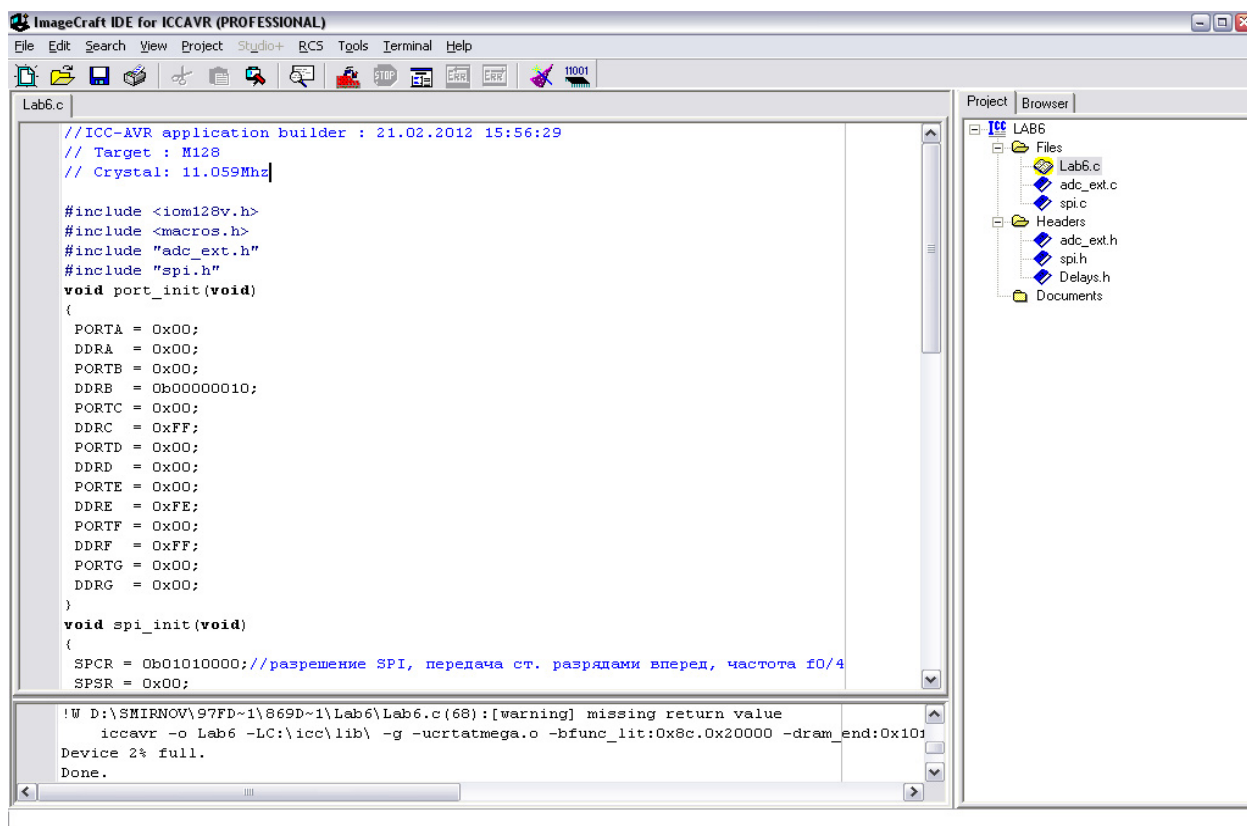 ImageCraft IDE for ICCAVR (PROFESSIONAL)
File Edit Search View Project Studio+ RCS Tools Terminal Help
STOP ERR ERR 11001
Lab6.c
//ICC-AVR application builder : 21.02.2012 15:56:29
// Target : M128
// Crystal: 11.059Mhz
#include <iom128v.h>
#include <macros.h>
#include "adc_ext.h"
#include "spi.h"
void port_init(void)
{
PORTA = 0x00;
DDRA  = 0x00;
PORTB = 0x00;
DDRB  = 0b00000010;
PORTC = 0x00;
DDRC  = 0xFF;
PORTD = 0x00;
DDRD  = 0x00;
PORTE = 0x00;
DDRE  = 0xFE;
PORTF = 0x00;
DDRF  = 0xFF;
PORTG = 0x00;
DDRG  = 0x00;
}
void spi_init(void)
{
SPCR = 0b01010000;//разрешение SPI, передача ст. разрядами вперед, частота f0/4
SPSR = 0x00;
!W D:\SMIRNOV\97FD~1\869D~1\Lab6\Lab6.c(68):[warning] missing return value
iccavr -o Lab6 -LC:\icc\lib\ -g -ucrtatmega.o -bfunc_lit:0x8c.0x20000 -dram_end:0x10
Device 2% full.
Done.
Project Browser
ICC LAB6
Files
Lab6.c
adc_ext.c
spi.c
Headers
adc_ext.h
spi.h
Delays.h
Documents